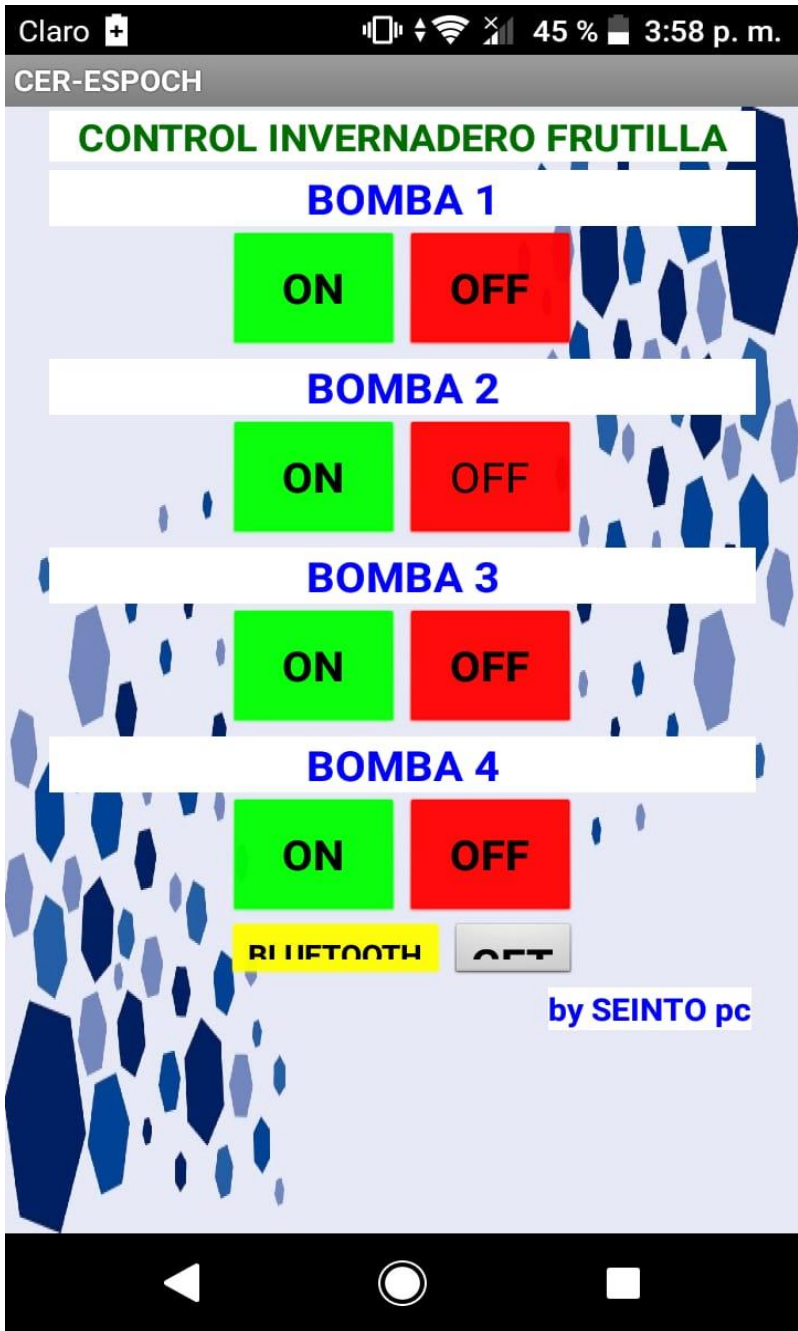 Claro 45 % 3:58 p. m.
CER-ESPOCH
CONTROL INVERNADERO FRUTILLA
BOMBA 1
ON OFF
BOMBA 2
ON OFF
BOMBA 3
ON OFF
BOMBA 4
ON OFF
BLUETOOTH
by SEINTO pc